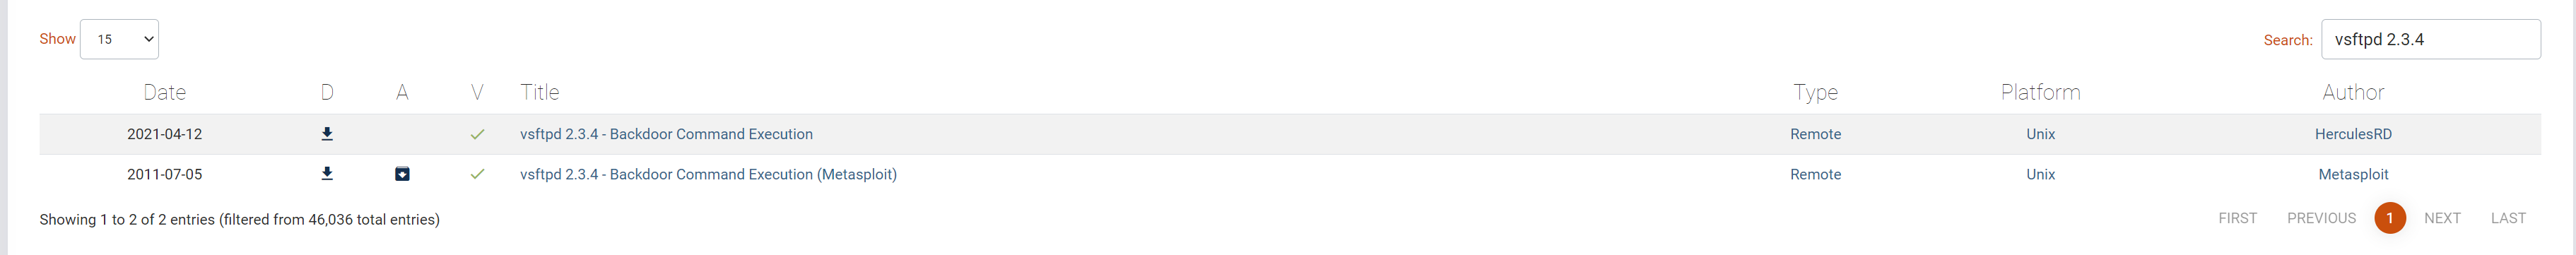 Show 15 Search: vsftpd 2.3.4
Date D A V Title Type Platform Author
2021-04-12 vsftpd 2.3.4 - Backdoor Command Execution Remote Unix HerculesRD
2011-07-05 vsftpd 2.3.4 - Backdoor Command Execution (Metasploit) Remote Unix Metasploit
Showing 1 to 2 of 2 entries (filtered from 46,036 total entries) FIRST PREVIOUS 1 NEXT LAST